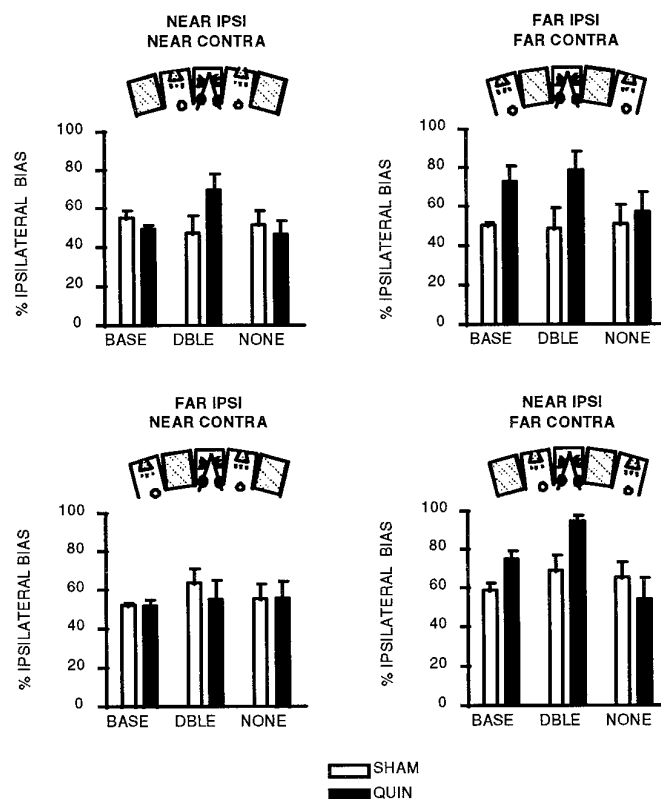 NEAR IPSI
NEAR CONTRA
% IPSILATERAL BIAS
100
80
60
40
20
0
BASE DBLE NONE
FAR IPSI
FAR CONTRA
% IPSILATERAL BIAS
100
80
60
40
20
0
BASE DBLE NONE
FAR IPSI
NEAR CONTRA
% IPSILATERAL BIAS
100
80
60
40
20
0
BASE DBLE NONE
NEAR IPSI
FAR CONTRA
% IPSILATERAL BIAS
100
80
60
40
20
0
BASE DBLE NONE
SHAM
QUIN